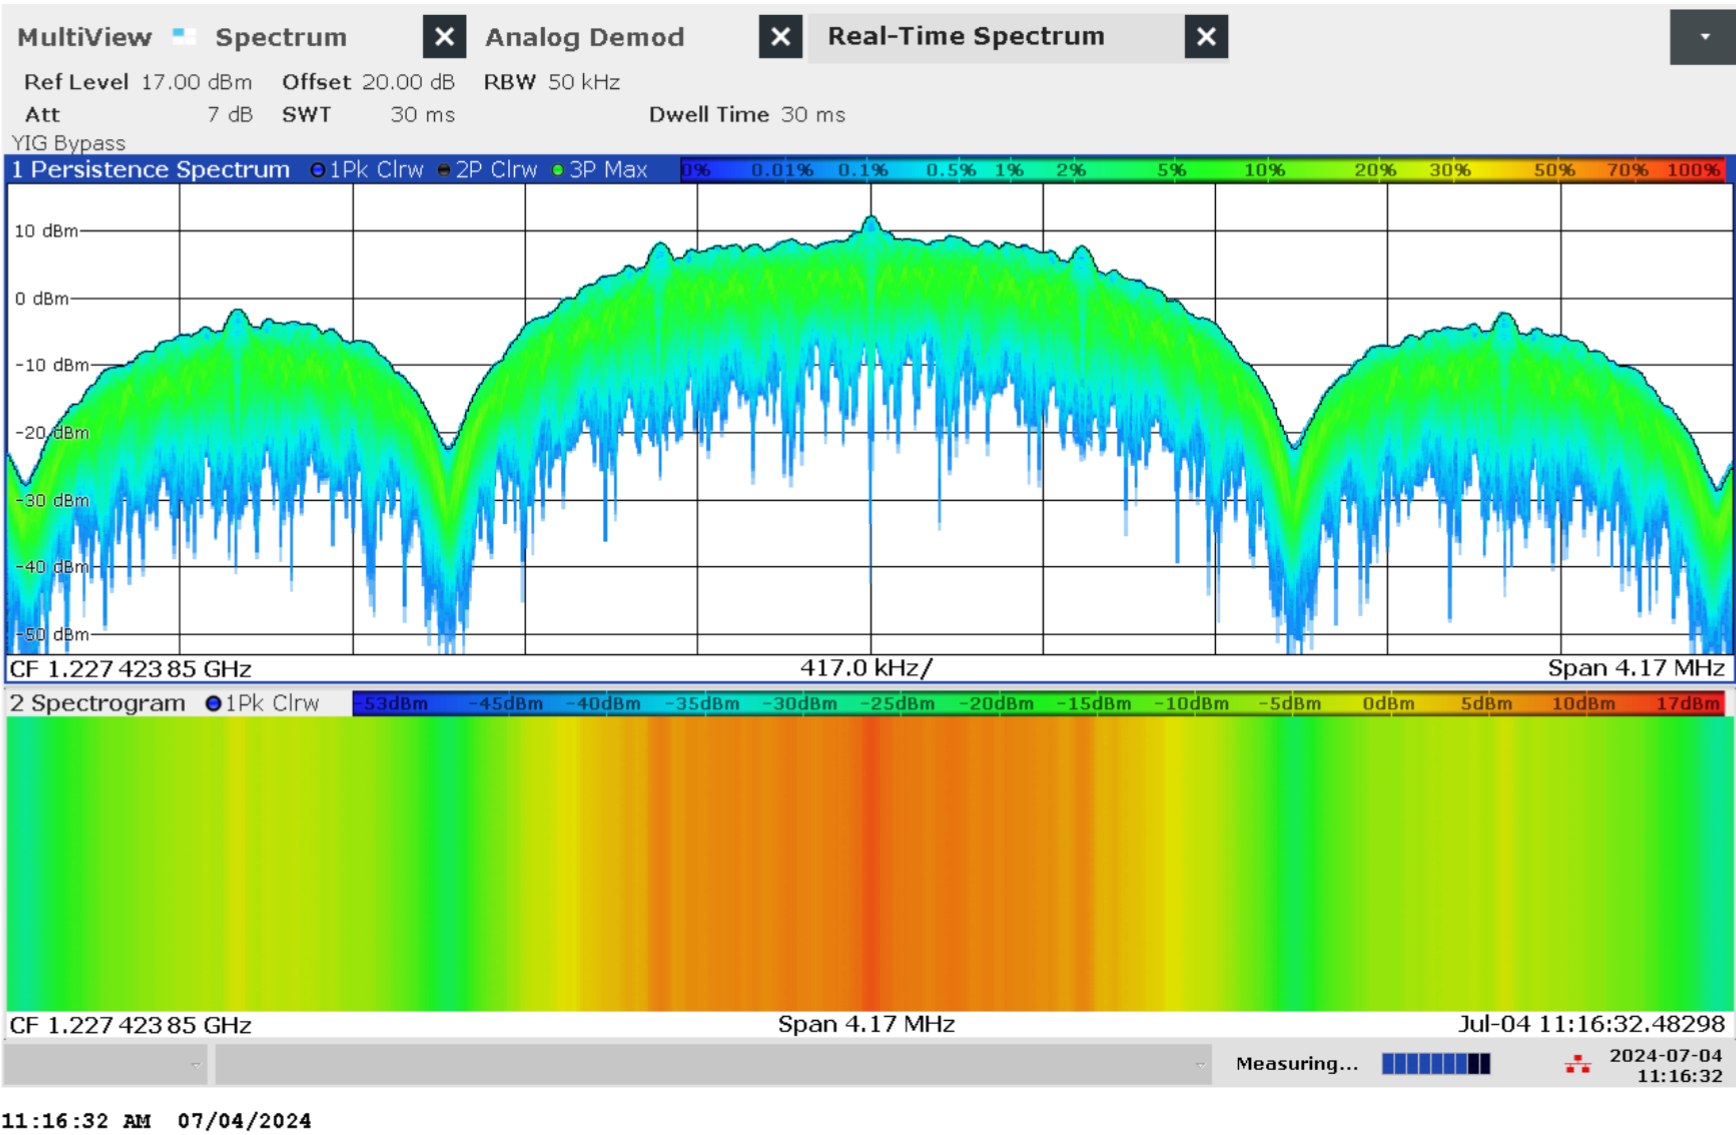 MultiView Spectrum Analog Demod Real-Time Spectrum
Ref Level 17.00 dBm Offset 20.00 dB RBW 50 kHz
Att 7 dB SWT 30 ms Dwell Time 30 ms
YIG Bypass
1 Persistence Spectrum 1Pk Clrw 2P Clrw 3P Max 0% 0.01% 0.1% 0.5% 1% 2% 5% 10% 20% 30% 50% 70% 100%
10 dBm
0 dBm
-10 dBm
-20 dBm
-30 dBm
-40 dBm
-50 dBm
CF 1.227 423 85 GHz 417.0 kHz/ Span 4.17 MHz
2 Spectrogram 1Pk Clrw -53dBm -45dBm -40dBm -35dBm -30dBm -25dBm -20dBm -15dBm -10dBm -5dBm 0dBm 5dBm 10dBm 17dBm
CF 1.227 423 85 GHz Span 4.17 MHz Jul-04 11:16:32.48298
Measuring... 2024-07-04
11:16:32
11:16:32 AM 07/04/2024